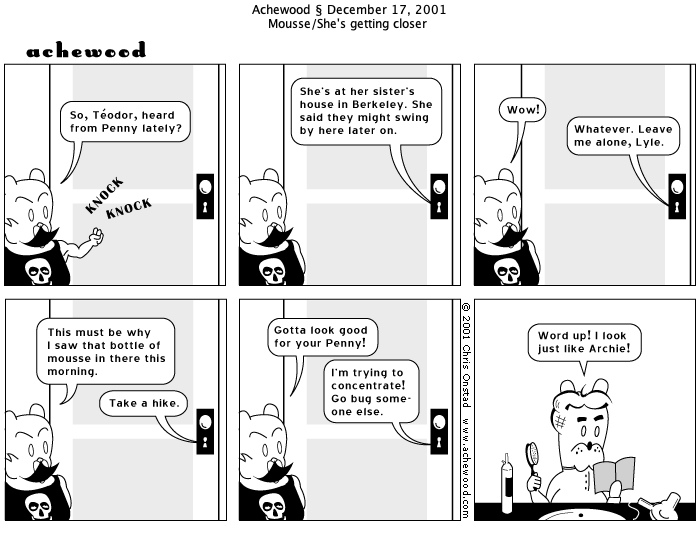 Achewood § December 17, 2001
Mousse/She's getting closer
achewood
So, Téodor, heard
from Penny lately?
KNOCK
KNOCK
She's at her sister's
house in Berkeley. She
said they might swing
by here later on.
Wow!
Whatever. Leave
me alone, Lyle.
This must be why
I saw that bottle of
mousse in there this
morning.
Take a hike.
Gotta look good
for your Penny!
I'm trying to
concentrate!
Go bug some-
one else.
© 2001 Chris Onstad www.achewood.com
Word up! I look
just like Archie!